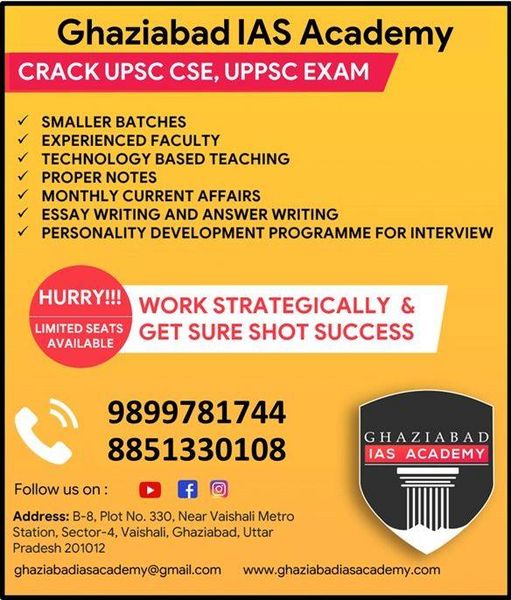 Ghaziabad IAS Academy
CRACK UPSC CSE, UPPSC EXAM
✓ SMALLER BATCHES
✓ EXPERIENCED FACULTY
✓ TECHNOLOGY BASED TEACHING
✓ PROPER NOTES
✓ MONTHLY CURRENT AFFAIRS
✓ ESSAY WRITING AND ANSWER WRITING
✓ PERSONALITY DEVELOPMENT PROGRAMME FOR INTERVIEW
HURRY!!!
LIMITED SEATS
AVAILABLE
WORK STRATEGICALLY &
GET SURE SHOT SUCCESS
9899781744
8851330108
GHAZIABAD
IAS ACADEMY
Follow us on :
Address: B-8, Plot No. 330, Near Vaishali Metro
Station, Sector-4, Vaishali, Ghaziabad, Uttar
Pradesh 201012
ghaziabadiasacademy@gmail.com www.ghaziabadiasacademy.com